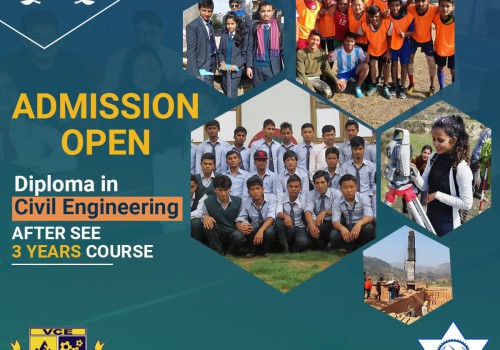 ADMISSION
OPEN
Diploma in
Civil Engineering
AFTER SEE
3 YEARS COURSE
VCE